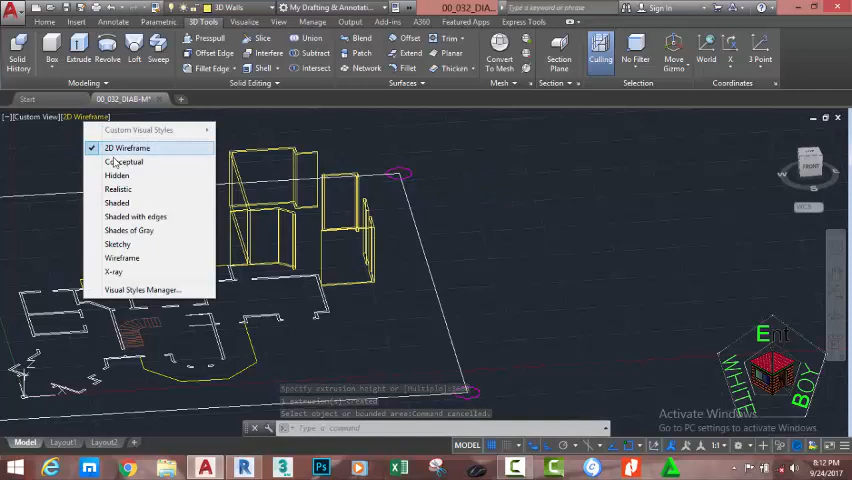 3D Walls
My Drafting & Annotation
00_032_DIA...
Type a keyword or phrase
Sign In
Home
Insert
Annotate
Parametric
3D Tools
Visualize
View
Manage
Output
Add-ins
A360
Featured Apps
Express Tools
Solid History
Box
Extrude
Revolve
Loft
Sweep
Presspull
Offset Edge
Fillet Edge
Slice
Interfere
Shell
Union
Subtract
Intersect
Blend
Patch
Network
Offset
Extrude
Fillet
Trim
Extend
Thicken
Convert To Mesh
Section Plane
Culling
No Filter
Move Gizmo
World
X
3 Point
Modeling
Solid Editing
Surface
Mesh
Section
Selection
Coordinates
Start
00_032_DIAB-M*
[−][Custom View][2D Wireframe]
Custom Visual Styles
2D Wireframe
Conceptual
Hidden
Realistic
Shaded
Shaded with edges
Shades of Gray
Sketchy
Wireframe
X-ray
Visual Styles Manager...
FRONT
W
S
WCS
Z
X
Ent
WHITE
BOY
Specify extrusion height or [Multiple]:
1 extrusion(s) created
Select object or bounded area:Command cancelled.
Type a command
Activate Windows
Go to PC settings to activate Windows.
Model
Layout1
Layout2
MODEL
1:1
8:12 PM
9/24/2017